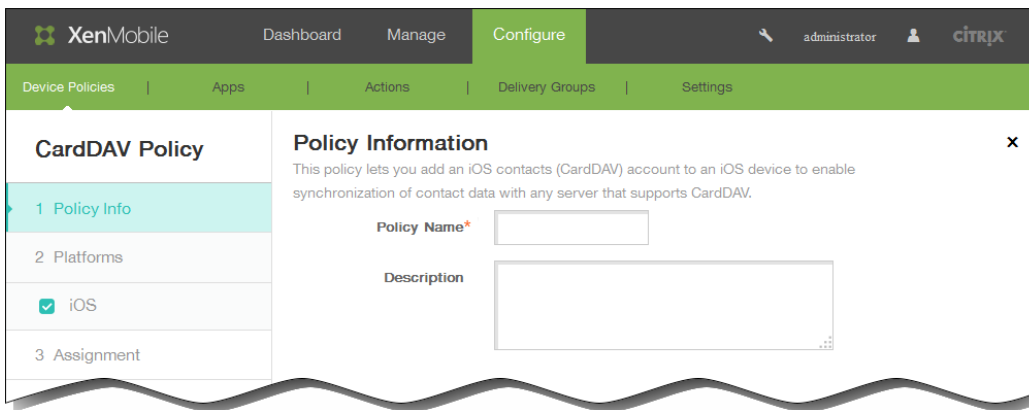 XenMobile Dashboard Manage Configure administrator CİTRIX
Device Policies | Apps | Actions | Delivery Groups | Settings
CardDAV Policy
1 Policy Info
2 Platforms
iOS
3 Assignment
Policy Information
This policy lets you add an iOS contacts (CardDAV) account to an iOS device to enable
synchronization of contact data with any server that supports CardDAV.
Policy Name*
Description
x